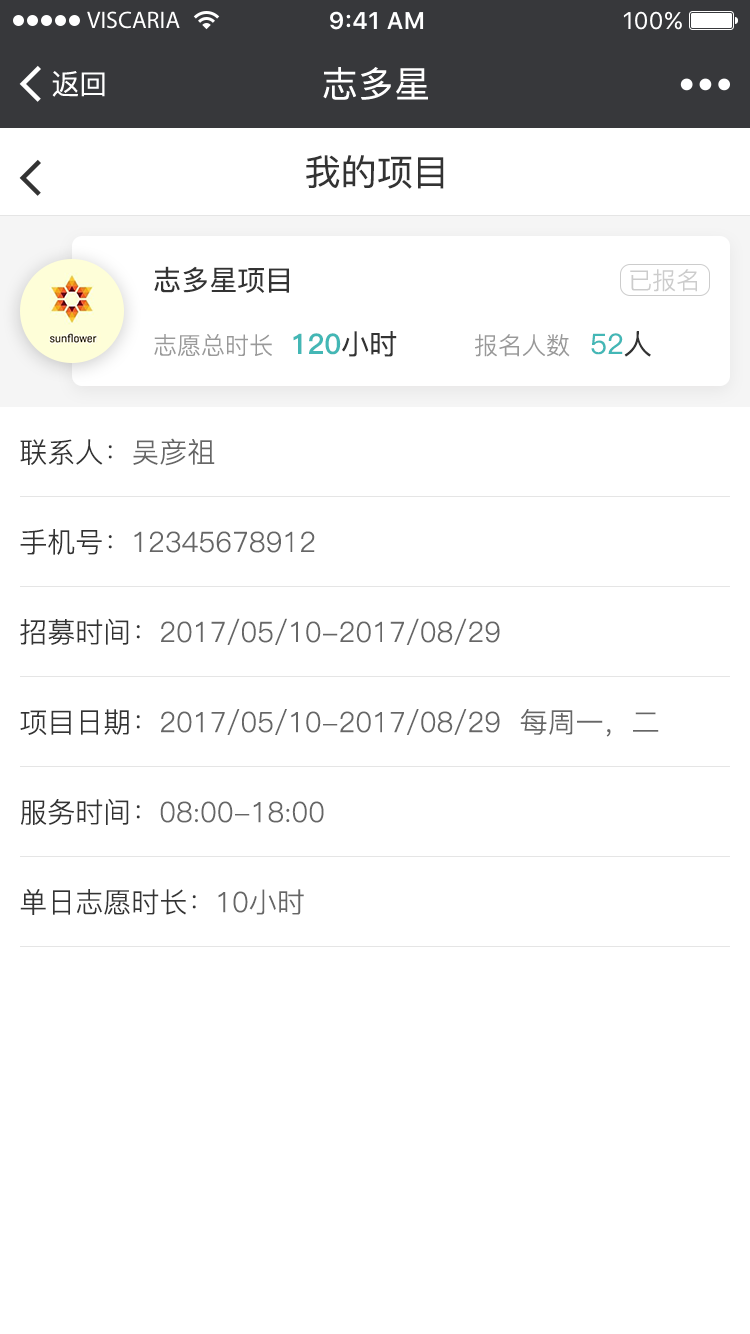 VISCARIA 9:41 AM 100%
返回 志多星
我的项目
志多星项目 已报名
sunflower
志愿总时长 120小时 报名人数 52人
联系人：吴彦祖
手机号：12345678912
招募时间：2017/05/10-2017/08/29
项目日期：2017/05/10-2017/08/29 每周一，二
服务时间：08:00-18:00
单日志愿时长：10小时